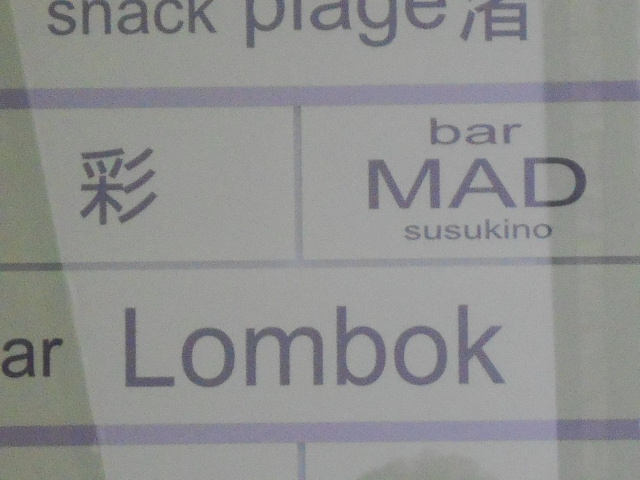 snack plage 渚
彩
bar
MAD
susukino
ar Lombok